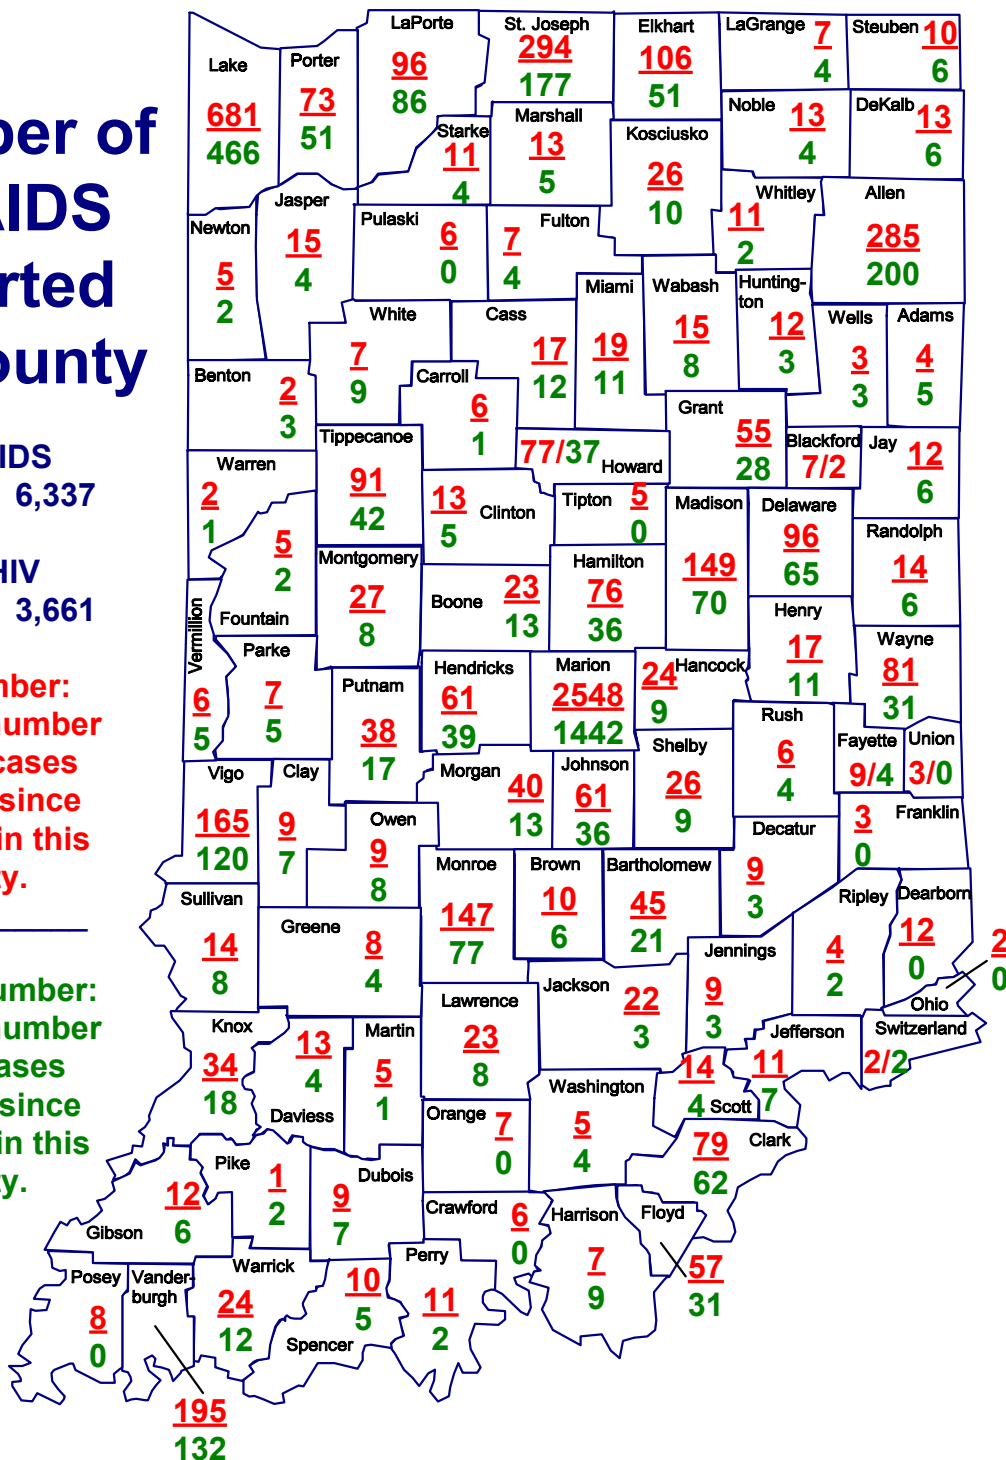 ber of
AIDS
rted
ounty
IDS
6,337
HIV
3,661
mber:
number
cases
since
in this
ty.
umber:
number
ases
since
in this
ty.
Lake
681
466
Porter
73
51
LaPorte
96
86
St. Joseph
294
177
Elkhart
106
51
LaGrange
7
4
Steuben
10
6
Starke
11
4
Marshall
13
5
Kosciusko
26
10
Noble
13
4
DeKalb
13
6
Newton
5
2
Jasper
15
4
Pulaski
6
0
Fulton
7
4
Whitley
11
2
Allen
285
200
White
7
9
Cass
17
12
Miami
19
11
Wabash
15
8
Hunting-
ton
12
3
Wells
3
3
Adams
4
5
Benton
2
3
Carroll
6
1
Grant
55
28
Tippecanoe
91
42
77/37
Howard
Blackford
7/2
Jay
12
6
Warren
2
1
Clinton
13
5
Tipton
5
0
Madison
149
70
Delaware
96
65
Randolph
14
6
Fountain
5
2
Montgomery
27
8
Boone
23
13
Hamilton
76
36
Henry
17
11
Wayne
81
31
Vermillion
6
5
Parke
7
5
Putnam
38
17
Hendricks
61
39
Marion
2548
1442
Hancock
24
9
Rush
6
4
Fayette
9/4
Union
3/0
Vigo
165
120
Clay
9
7
Morgan
40
13
Johnson
61
36
Shelby
26
9
Franklin
3
0
Owen
9
8
Decatur
9
3
Sullivan
14
8
Greene
8
4
Monroe
147
77
Brown
10
6
Bartholomew
45
21
Ripley
4
2
Dearborn
12
0
Jennings
9
3
2
0
Ohio
Jackson
22
3
Lawrence
23
8
Knox
34
18
Daviess
13
4
Martin
5
1
Jefferson
11
7
Switzerland
2/2
Scott
14
4
Washington
5
4
Orange
7
0
Clark
79
62
Pike
1
2
Dubois
9
7
Gibson
12
6
Crawford
6
0
Harrison
7
9
Floyd
57
31
Posey
8
0
Vander-
burgh
195
132
Warrick
24
12
Spencer
10
5
Perry
11
2